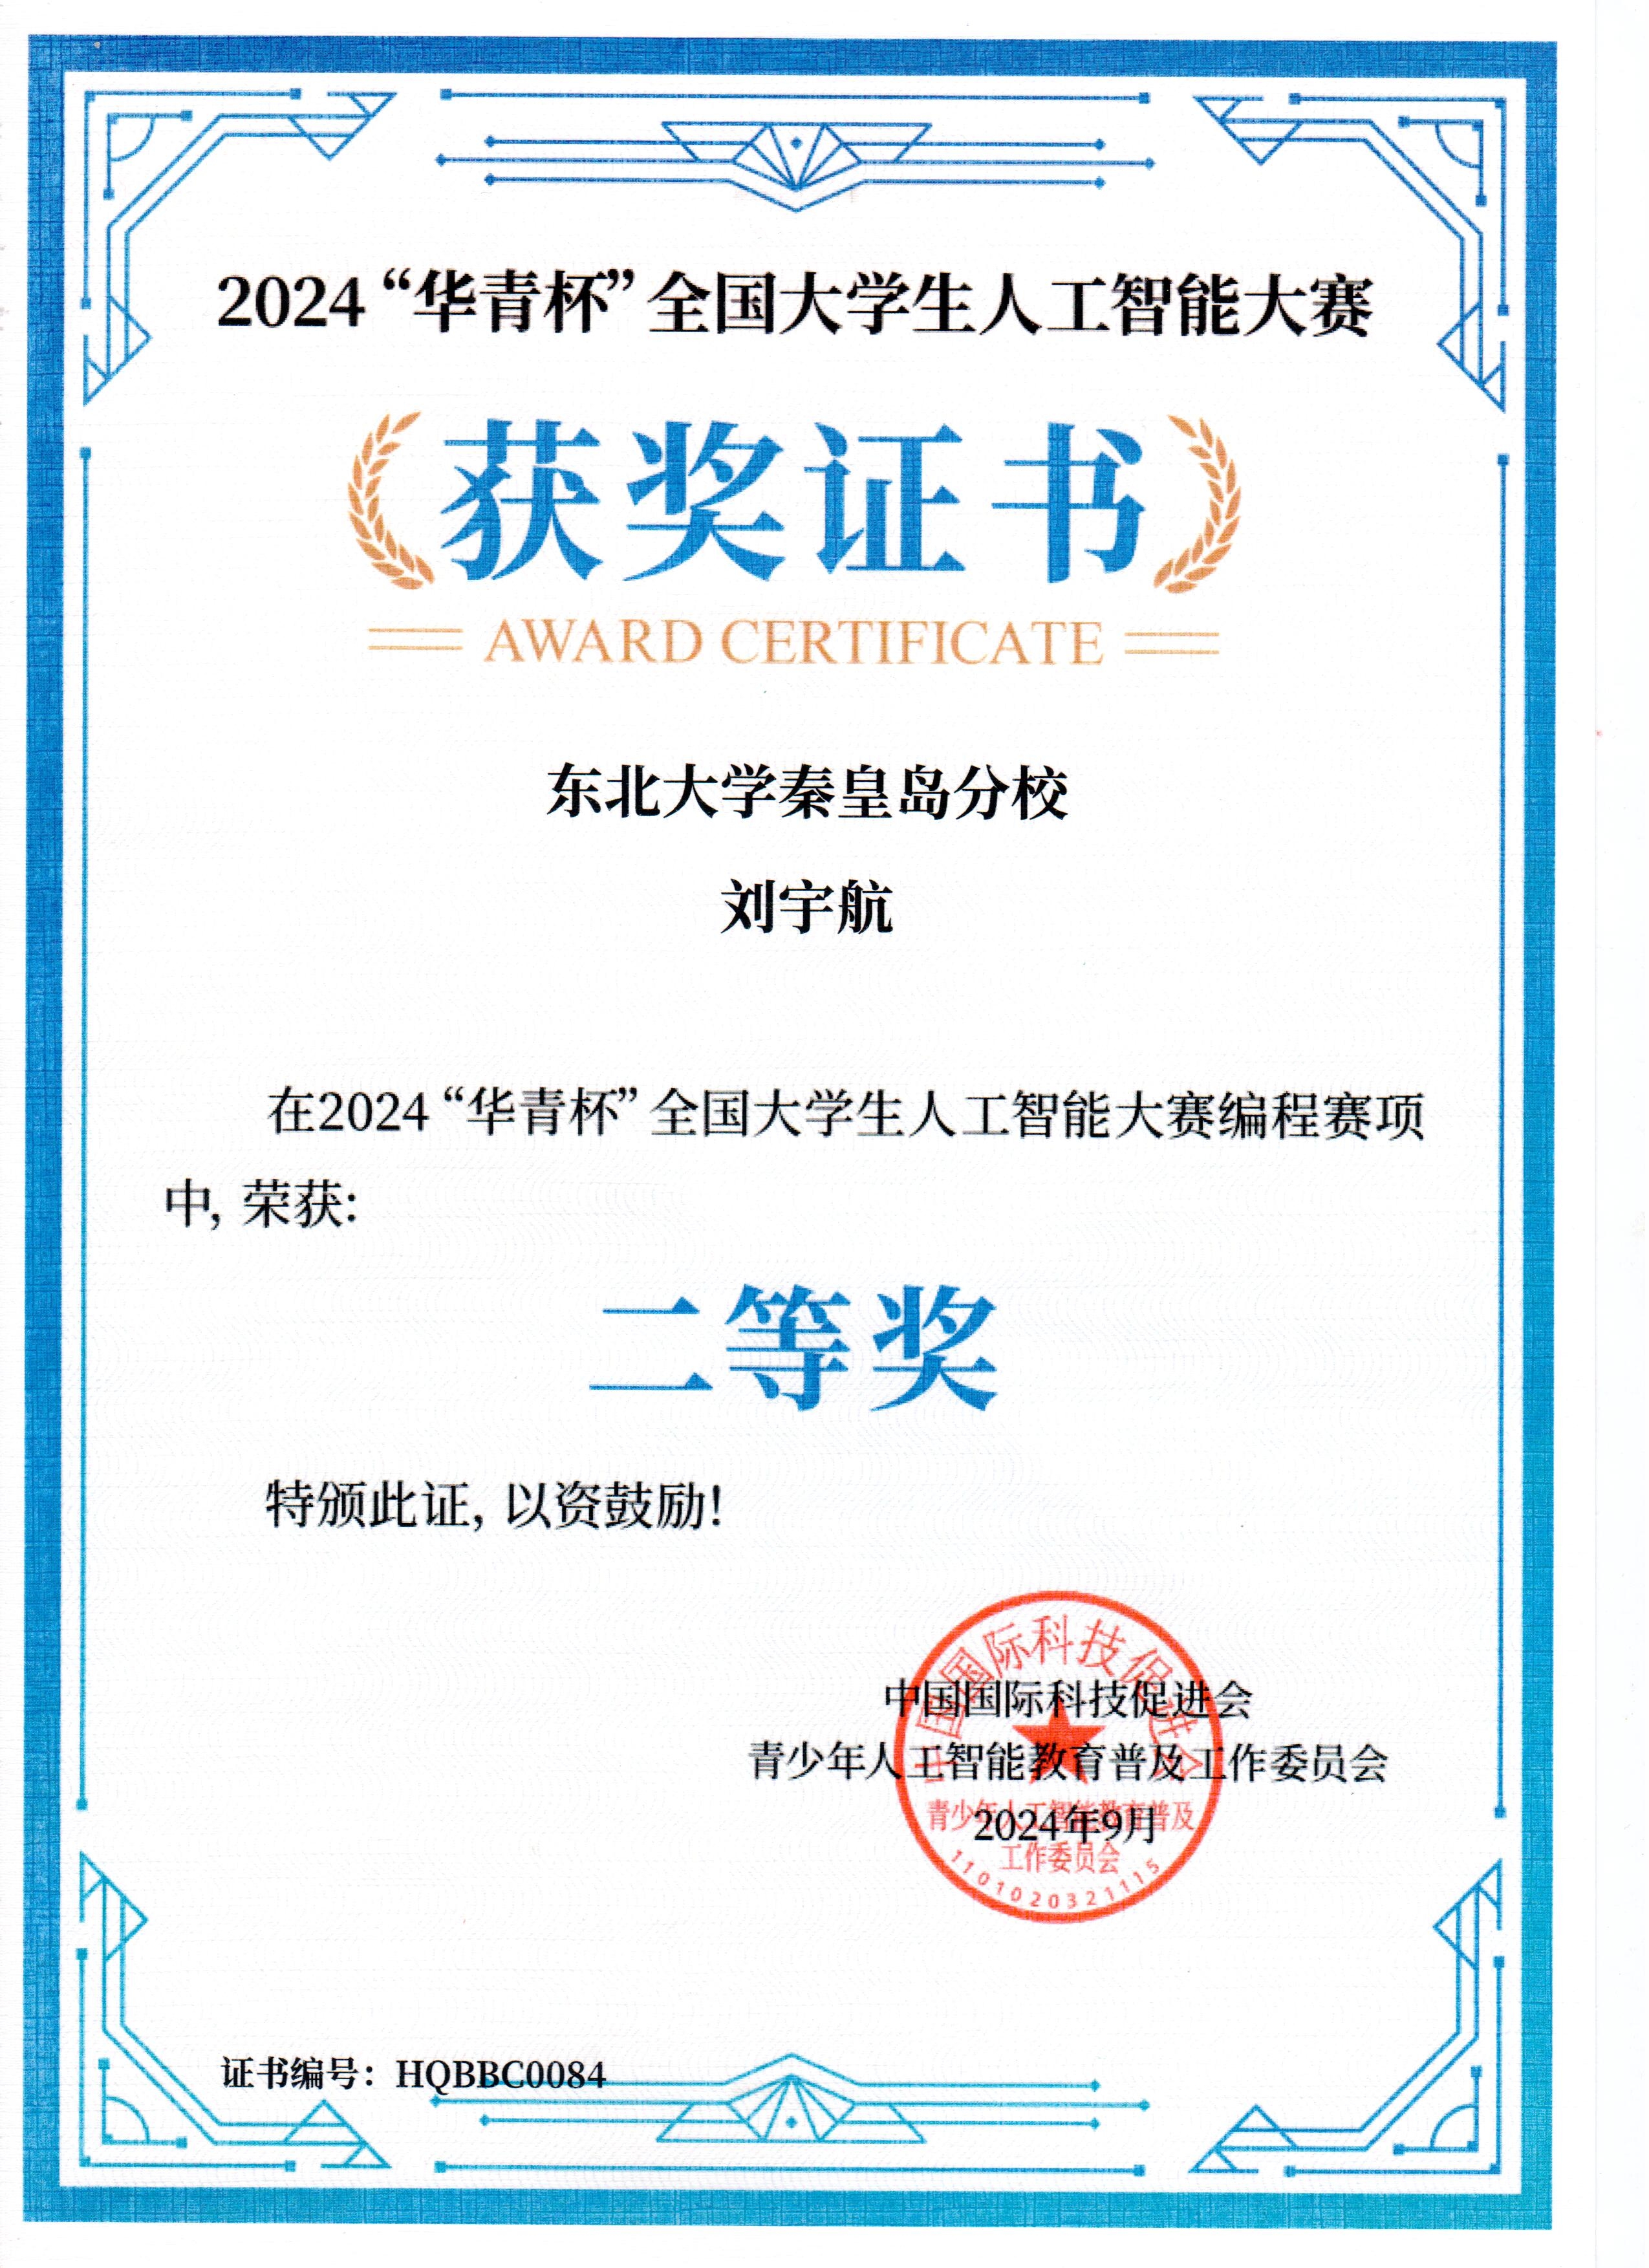 2024“华青杯”全国大学生人工智能大赛
获奖证书
AWARD CERTIFICATE
东北大学秦皇岛分校
刘宇航
在2024“华青杯”全国大学生人工智能大赛编程赛项
中, 荣获:
二等奖
特颁此证, 以资鼓励!
中国国际科技促进会
青少年人工智能教育普及工作委员会
2024年9月
中国国际科技促进会
青少年人工智能教育普及
工作委员会
1101020321115
证书编号：HQBBC0084